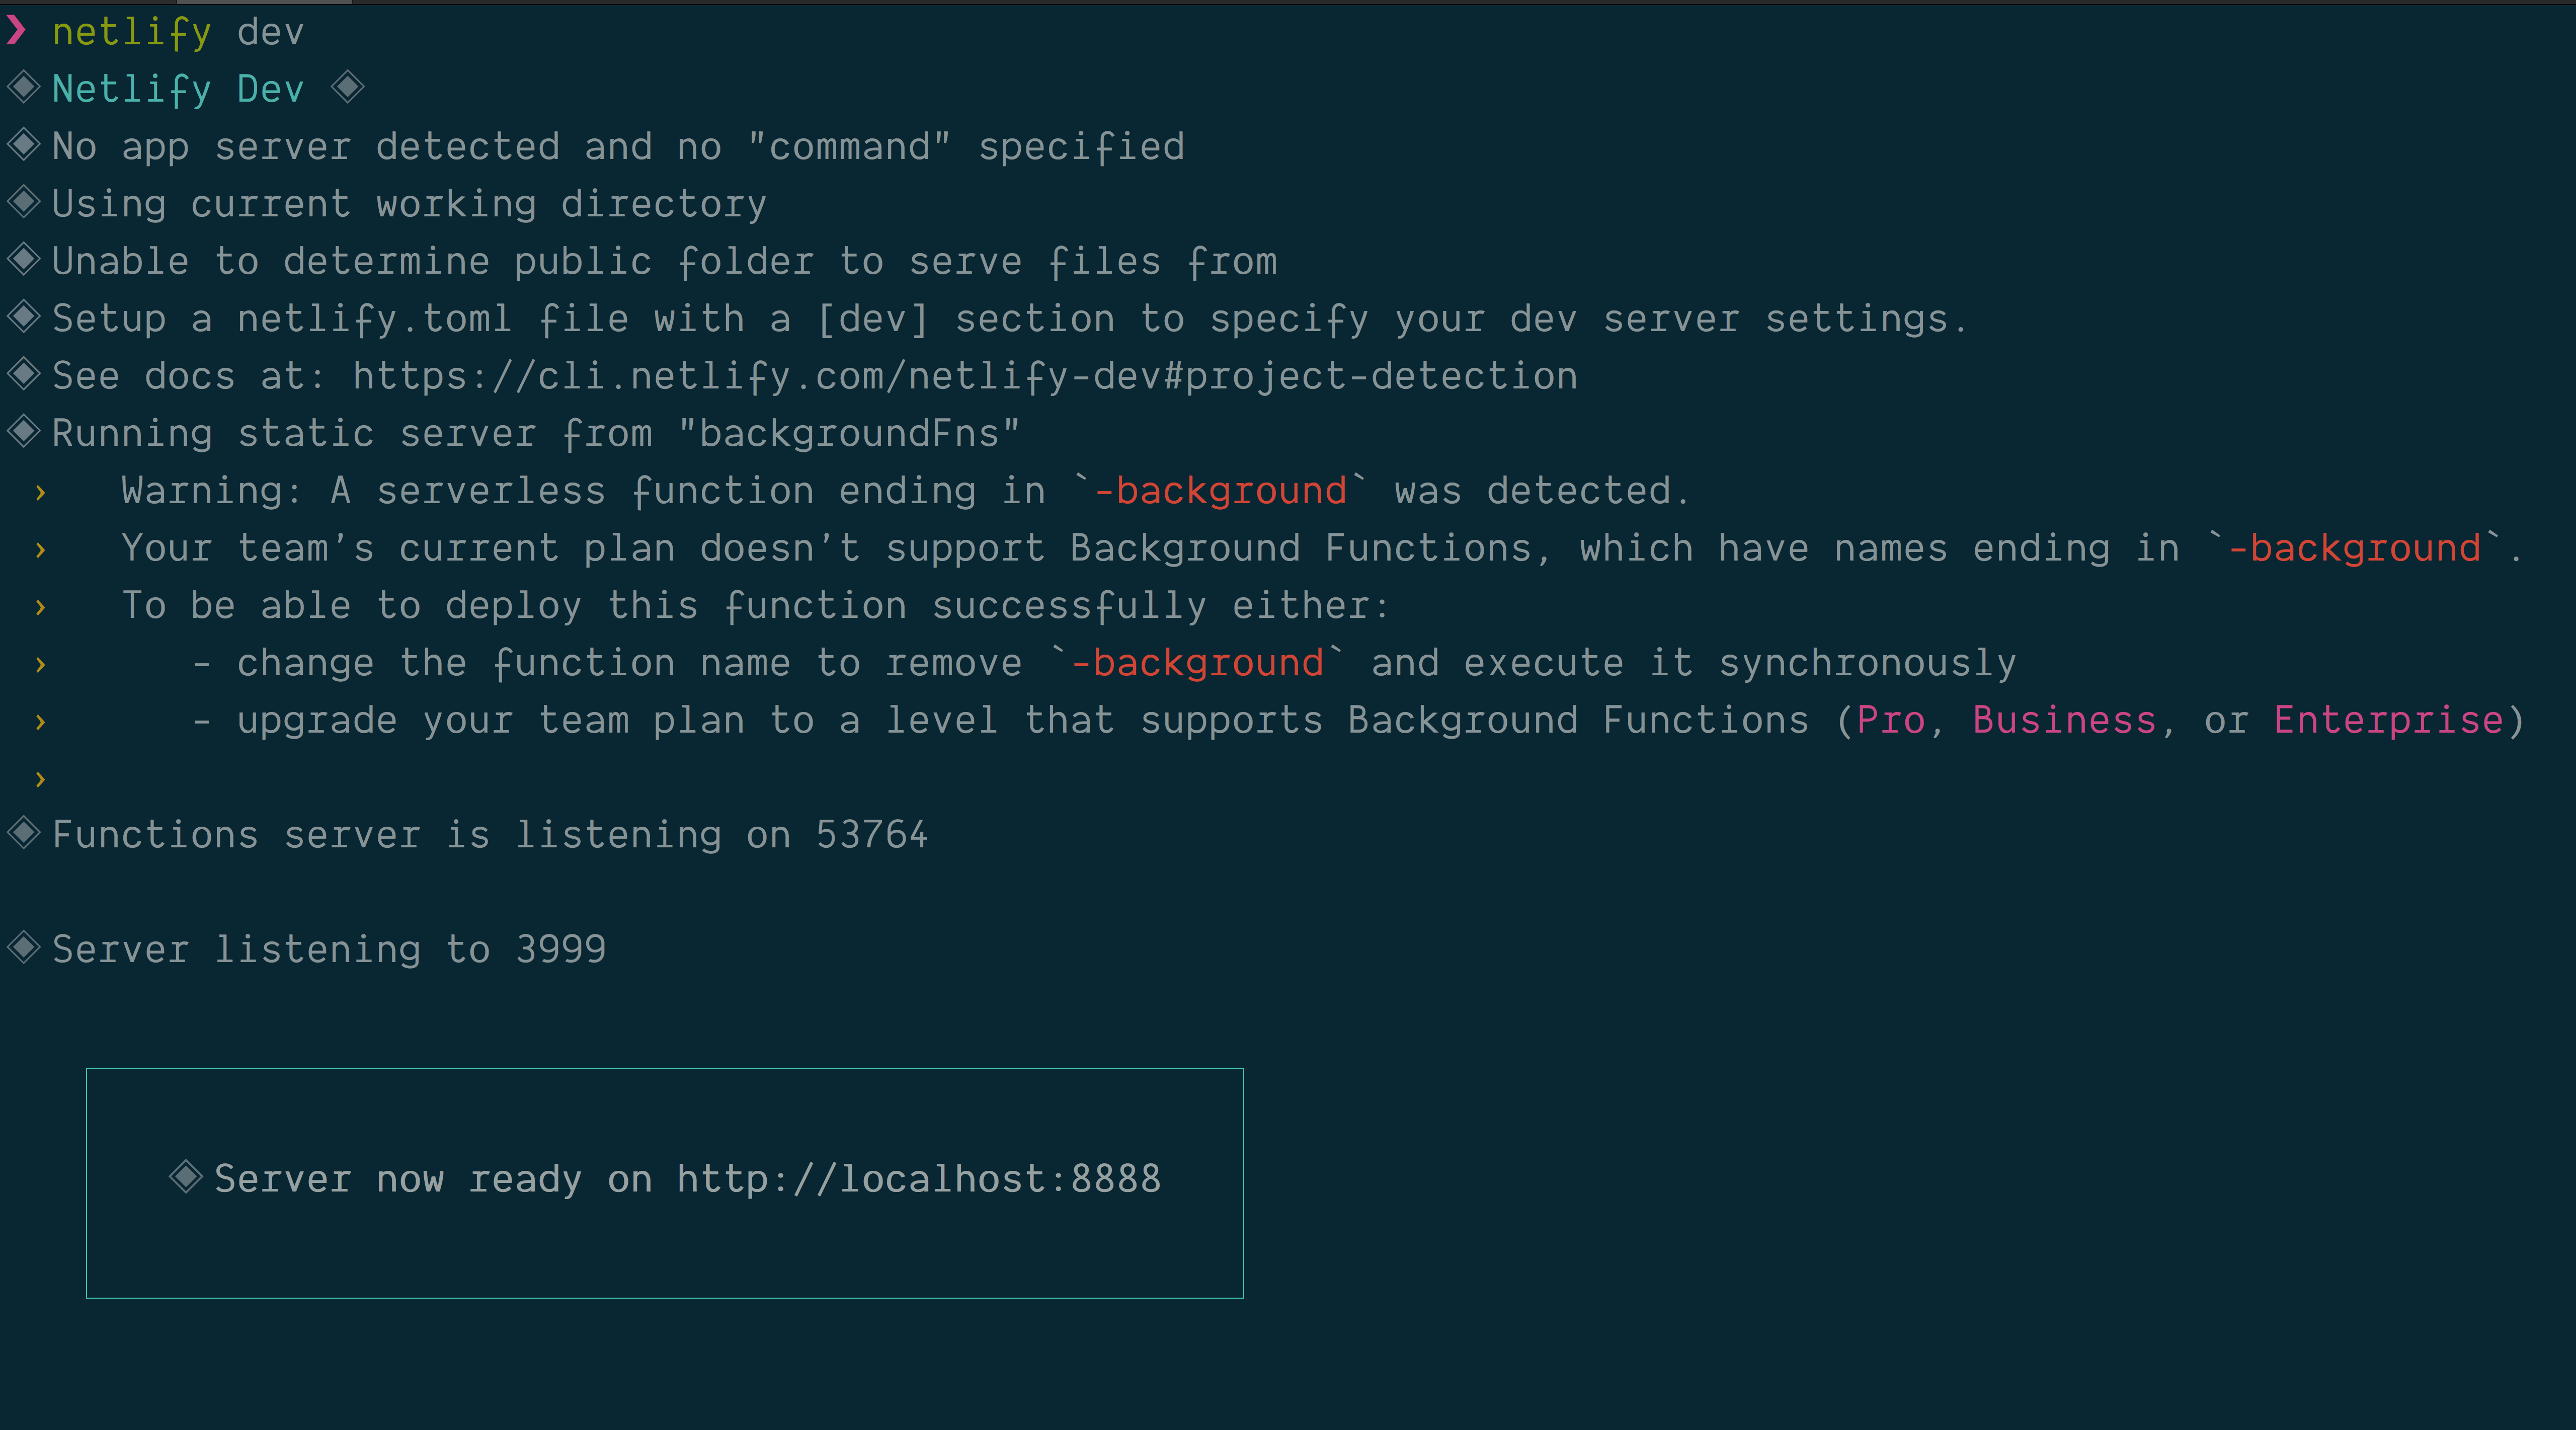 ❯ netlify dev
◈ Netlify Dev ◈
◈ No app server detected and no "command" specified
◈ Using current working directory
◈ Unable to determine public folder to serve files from
◈ Setup a netlify.toml file with a [dev] section to specify your dev server settings.
◈ See docs at: https://cli.netlify.com/netlify-dev#project-detection
◈ Running static server from "backgroundFns"
› Warning: A serverless function ending in `-background` was detected.
› Your team’s current plan doesn’t support Background Functions, which have names ending in `-background`.
› To be able to deploy this function successfully either:
› - change the function name to remove `-background` and execute it synchronously
› - upgrade your team plan to a level that supports Background Functions (Pro, Business, or Enterprise)
›
◈ Functions server is listening on 53764
◈ Server listening to 3999
◈ Server now ready on http://localhost:8888